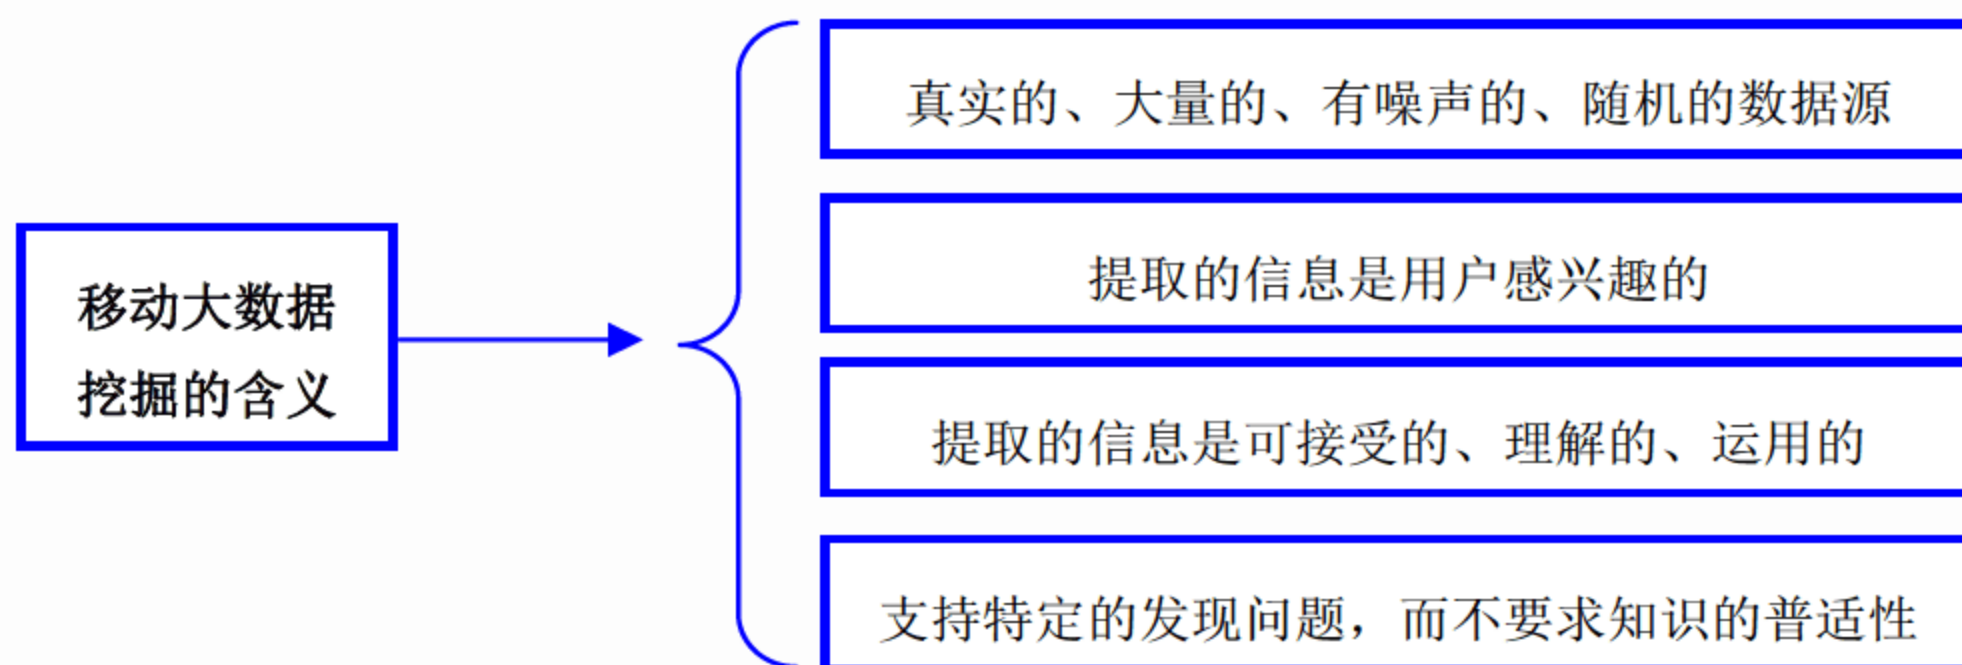 移动大数据
挖掘的含义
真实的、大量的、有噪声的、随机的数据源
提取的信息是用户感兴趣的
提取的信息是可接受的、理解的、运用的
支持特定的发现问题，而不要求知识的普适性